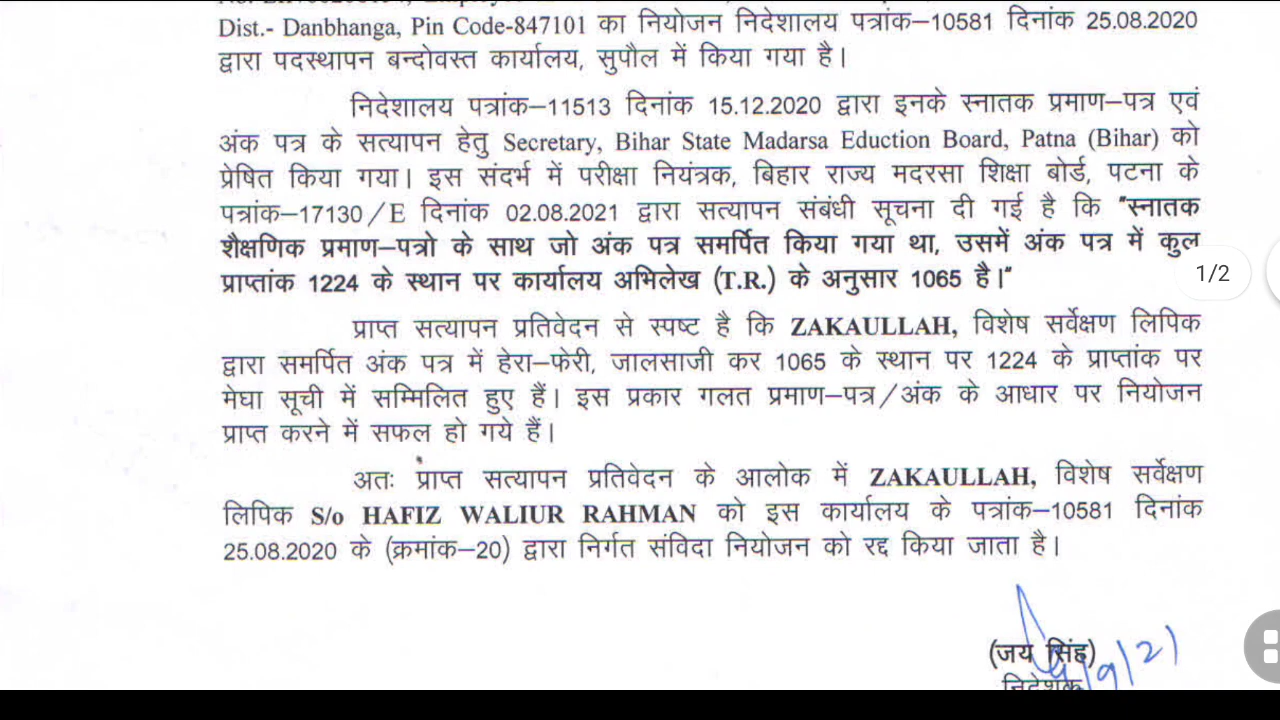 Dist.- Danbhanga, Pin Code-847101 का नियोजन निदेशालय पत्रांक–10581 दिनांक 25.08.2020
द्वारा पदस्थापन बन्दोवस्त कार्यालय, सुपौल में किया गया है।
निदेशालय पत्रांक–11513 दिनांक 15.12.2020 द्वारा इनके स्नातक प्रमाण–पत्र एवं
अंक पत्र के सत्यापन हेतु Secretary, Bihar State Madarsa Eduction Board, Patna (Bihar) को
प्रेषित किया गया। इस संदर्भ में परीक्षा नियंत्रक, बिहार राज्य मदरसा शिक्षा बोर्ड, पटना के
पत्रांक–17130/E दिनांक 02.08.2021 द्वारा सत्यापन संबंधी सूचना दी गई है कि "स्नातक
शैक्षणिक प्रमाण–पत्रो के साथ जो अंक पत्र समर्पित किया गया था, उसमें अंक पत्र में कुल
प्राप्तांक 1224 के स्थान पर कार्यालय अभिलेख (T.R.) के अनुसार 1065 है।"
1/2
प्राप्त सत्यापन प्रतिवेदन से स्पष्ट है कि ZAKAULLAH, विशेष सर्वेक्षण लिपिक
द्वारा समर्पित अंक पत्र में हेरा–फेरी, जालसाजी कर 1065 के स्थान पर 1224 के प्राप्तांक पर
मेघा सूची में सम्मिलित हुए हैं। इस प्रकार गलत प्रमाण–पत्र/अंक के आधार पर नियोजन
प्राप्त करने में सफल हो गये हैं।
अतः प्राप्त सत्यापन प्रतिवेदन के आलोक में ZAKAULLAH, विशेष सर्वेक्षण
लिपिक S/o HAFIZ WALIUR RAHMAN को इस कार्यालय के पत्रांक–10581 दिनांक
25.08.2020 के (क्रमांक–20) द्वारा निर्गत संविदा नियोजन को रद्द किया जाता है।
(जय सिंह)
निदेशक